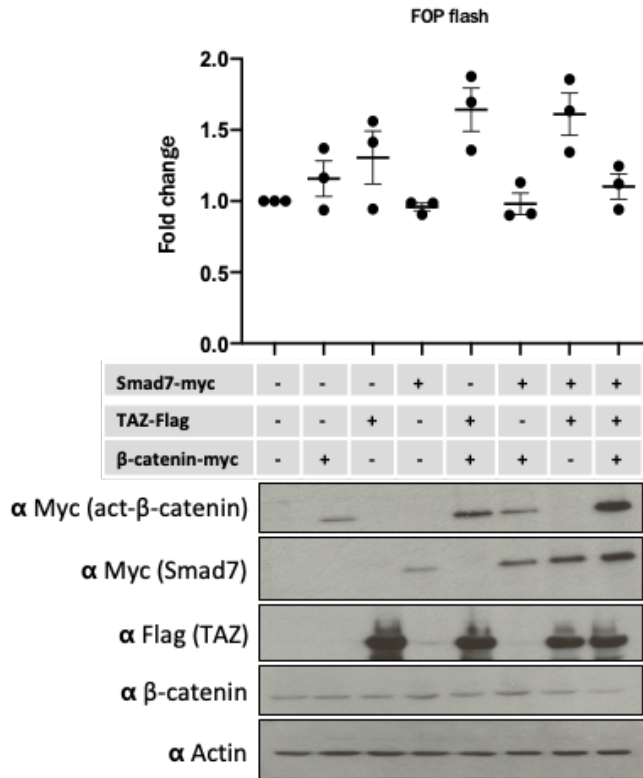 FOP flash
2.0
1.5
1.0
0.5
0.0
Fold change
Smad7-myc - - - + - + + +
TAZ-Flag - - + - + - + +
β-catenin-myc - + - - + + - +
α Myc (act-β-catenin)
α Myc (Smad7)
α Flag (TAZ)
α β-catenin
α Actin